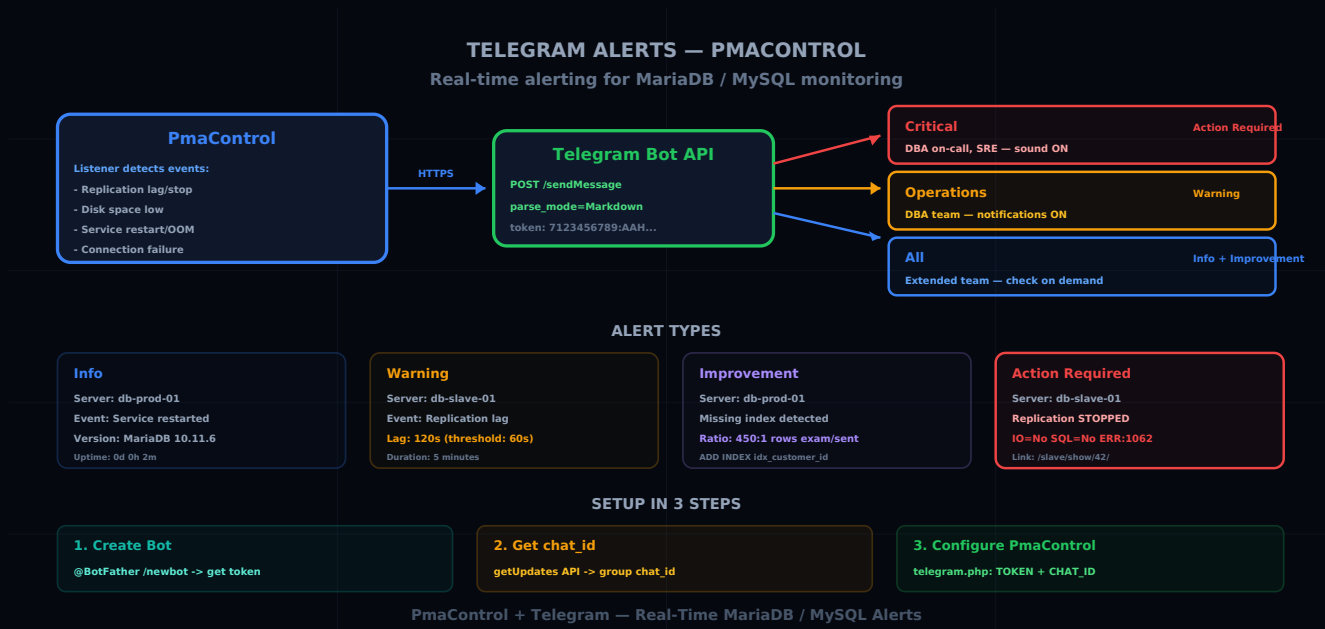 TELEGRAM ALERTS — PMACONTROL
Real-time alerting for MariaDB / MySQL monitoring
PmaControl
Listener detects events:
- Replication lag/stop
- Disk space low
- Service restart/OOM
- Connection failure
HTTPS
Telegram Bot API
POST /sendMessage
parse_mode=Markdown
token: 7123456789:AAH...
Critical
Action Required
DBA on-call, SRE — sound ON
Operations
Warning
DBA team — notifications ON
All
Info + Improvement
Extended team — check on demand
ALERT TYPES
Info
Server: db-prod-01
Event: Service restarted
Version: MariaDB 10.11.6
Uptime: 0d 0h 2m
Warning
Server: db-slave-01
Event: Replication lag
Lag: 120s (threshold: 60s)
Duration: 5 minutes
Improvement
Server: db-prod-01
Missing index detected
Ratio: 450:1 rows exam/sent
ADD INDEX idx_customer_id
Action Required
Server: db-slave-01
Replication STOPPED
IO=No SQL=No ERR:1062
Link: /slave/show/42/
SETUP IN 3 STEPS
1. Create Bot
@BotFather /newbot -> get token
2. Get chat_id
getUpdates API -> group chat_id
3. Configure PmaControl
telegram.php: TOKEN + CHAT_ID
PmaControl + Telegram — Real-Time MariaDB / MySQL Alerts